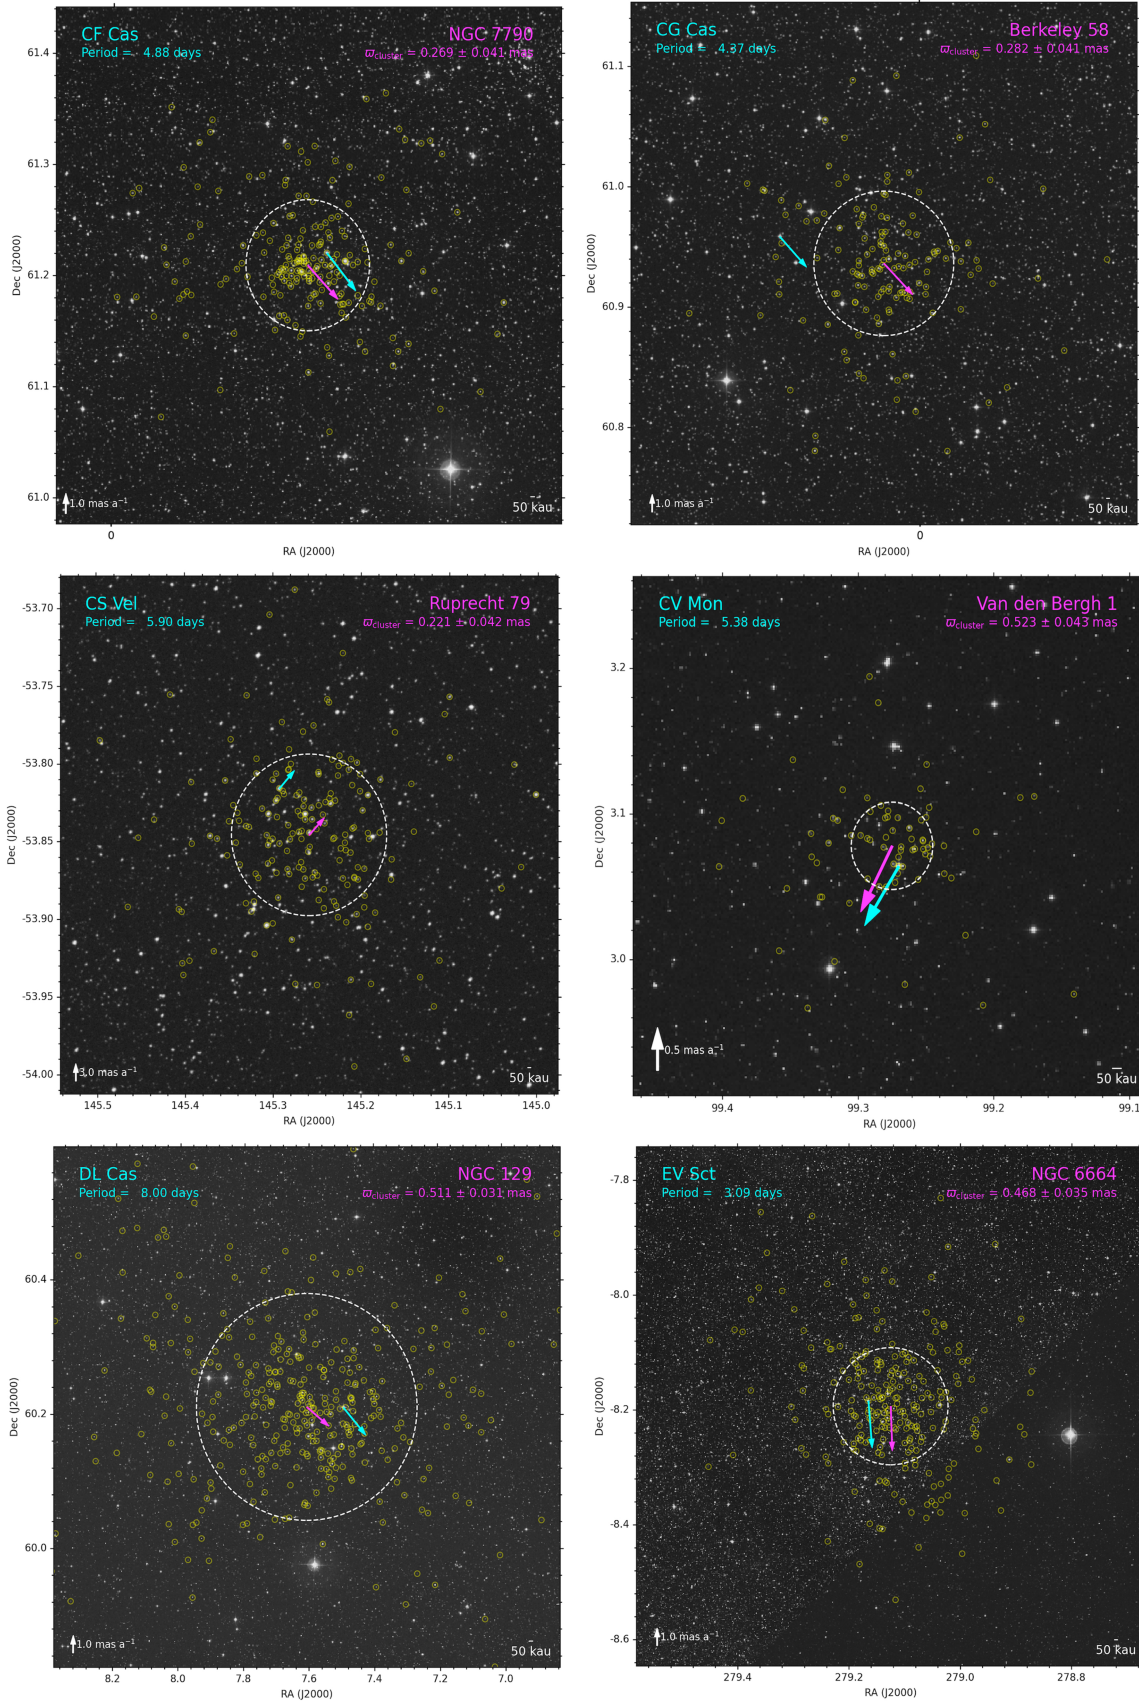 CF Cas NGC 7790
Period = 4.88 days ϖcluster = 0.269 ± 0.041 mas
61.4
61.3
61.2
61.1
61.0
Dec (J2000)
1.0 mas a⁻¹
50 kau
0
RA (J2000)
CG Cas Berkeley 58
Period = 4.37 days ϖcluster = 0.282 ± 0.041 mas
61.1
61.0
60.9
60.8
Dec (J2000)
1.0 mas a⁻¹
50 kau
0
RA (J2000)
CS Vel Ruprecht 79
Period = 5.90 days ϖcluster = 0.221 ± 0.042 mas
-53.70
-53.75
-53.80
-53.85
-53.90
-53.95
-54.00
Dec (J2000)
3.0 mas a⁻¹
50 kau
145.5 145.4 145.3 145.2 145.1 145.0
RA (J2000)
CV Mon Van den Bergh 1
Period = 5.38 days ϖcluster = 0.523 ± 0.043 mas
3.2
3.1
3.0
Dec (J2000)
0.5 mas a⁻¹
50 kau
99.4 99.3 99.2 99.1
RA (J2000)
DL Cas NGC 129
Period = 8.00 days ϖcluster = 0.511 ± 0.031 mas
60.4
60.2
60.0
Dec (J2000)
1.0 mas a⁻¹
50 kau
8.2 8.0 7.8 7.6 7.4 7.2 7.0
RA (J2000)
EV Sct NGC 6664
Period = 3.09 days ϖcluster = 0.468 ± 0.035 mas
-7.8
-8.0
-8.2
-8.4
-8.6
Dec (J2000)
1.0 mas a⁻¹
50 kau
279.4 279.2 279.0 278.8
RA (J2000)